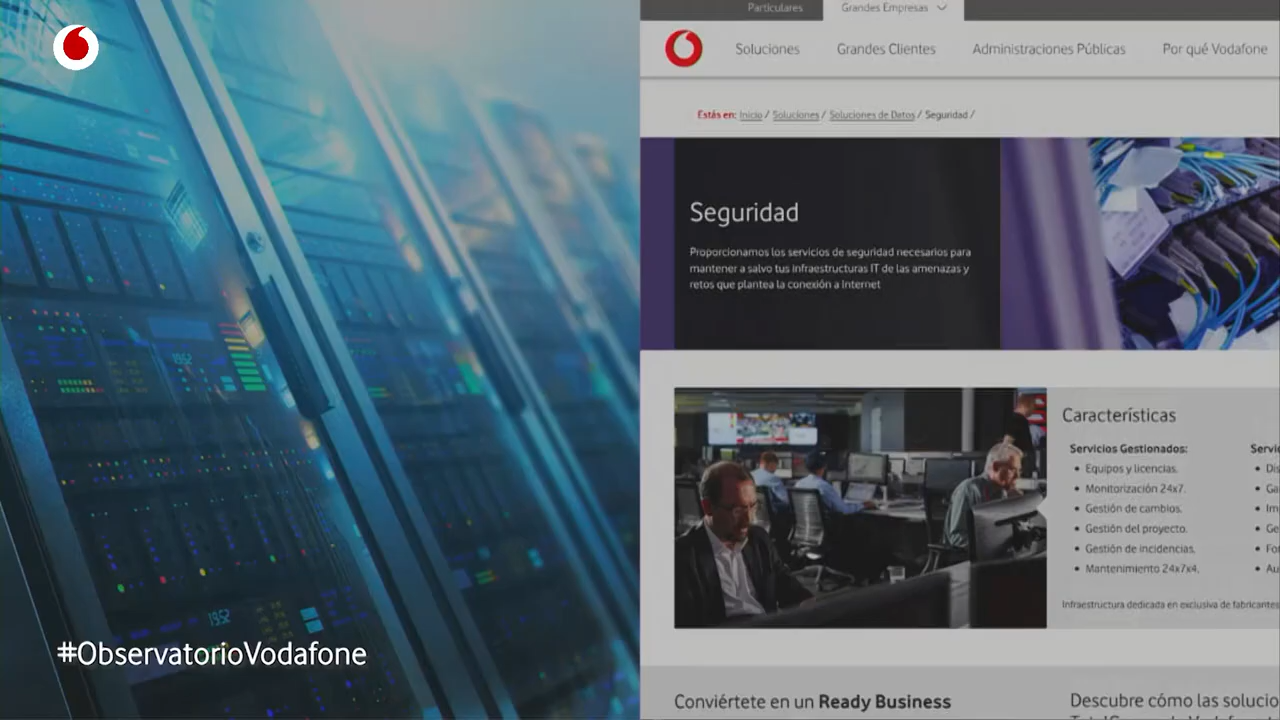 Particulares
Grandes Empresas
Soluciones
Grandes Clientes
Administraciones Públicas
Por qué Vodafone
Estás en: Inicio / Soluciones / Soluciones de Datos / Seguridad /
Seguridad
Proporcionamos los servicios de seguridad necesarios para
mantener a salvo tus infraestructuras IT de las amenazas y
retos que plantea la conexión a Internet
Características
Servicios Gestionados:
• Equipos y licencias.
• Monitorización 24x7.
• Gestión de cambios.
• Gestión del proyecto.
• Gestión de incidencias.
• Mantenimiento 24x7x4.
Infraestructura dedicada en exclusiva de fabricantes
Conviértete en un Ready Business
Descubre cómo las solucio
#ObservatorioVodafone
19:52